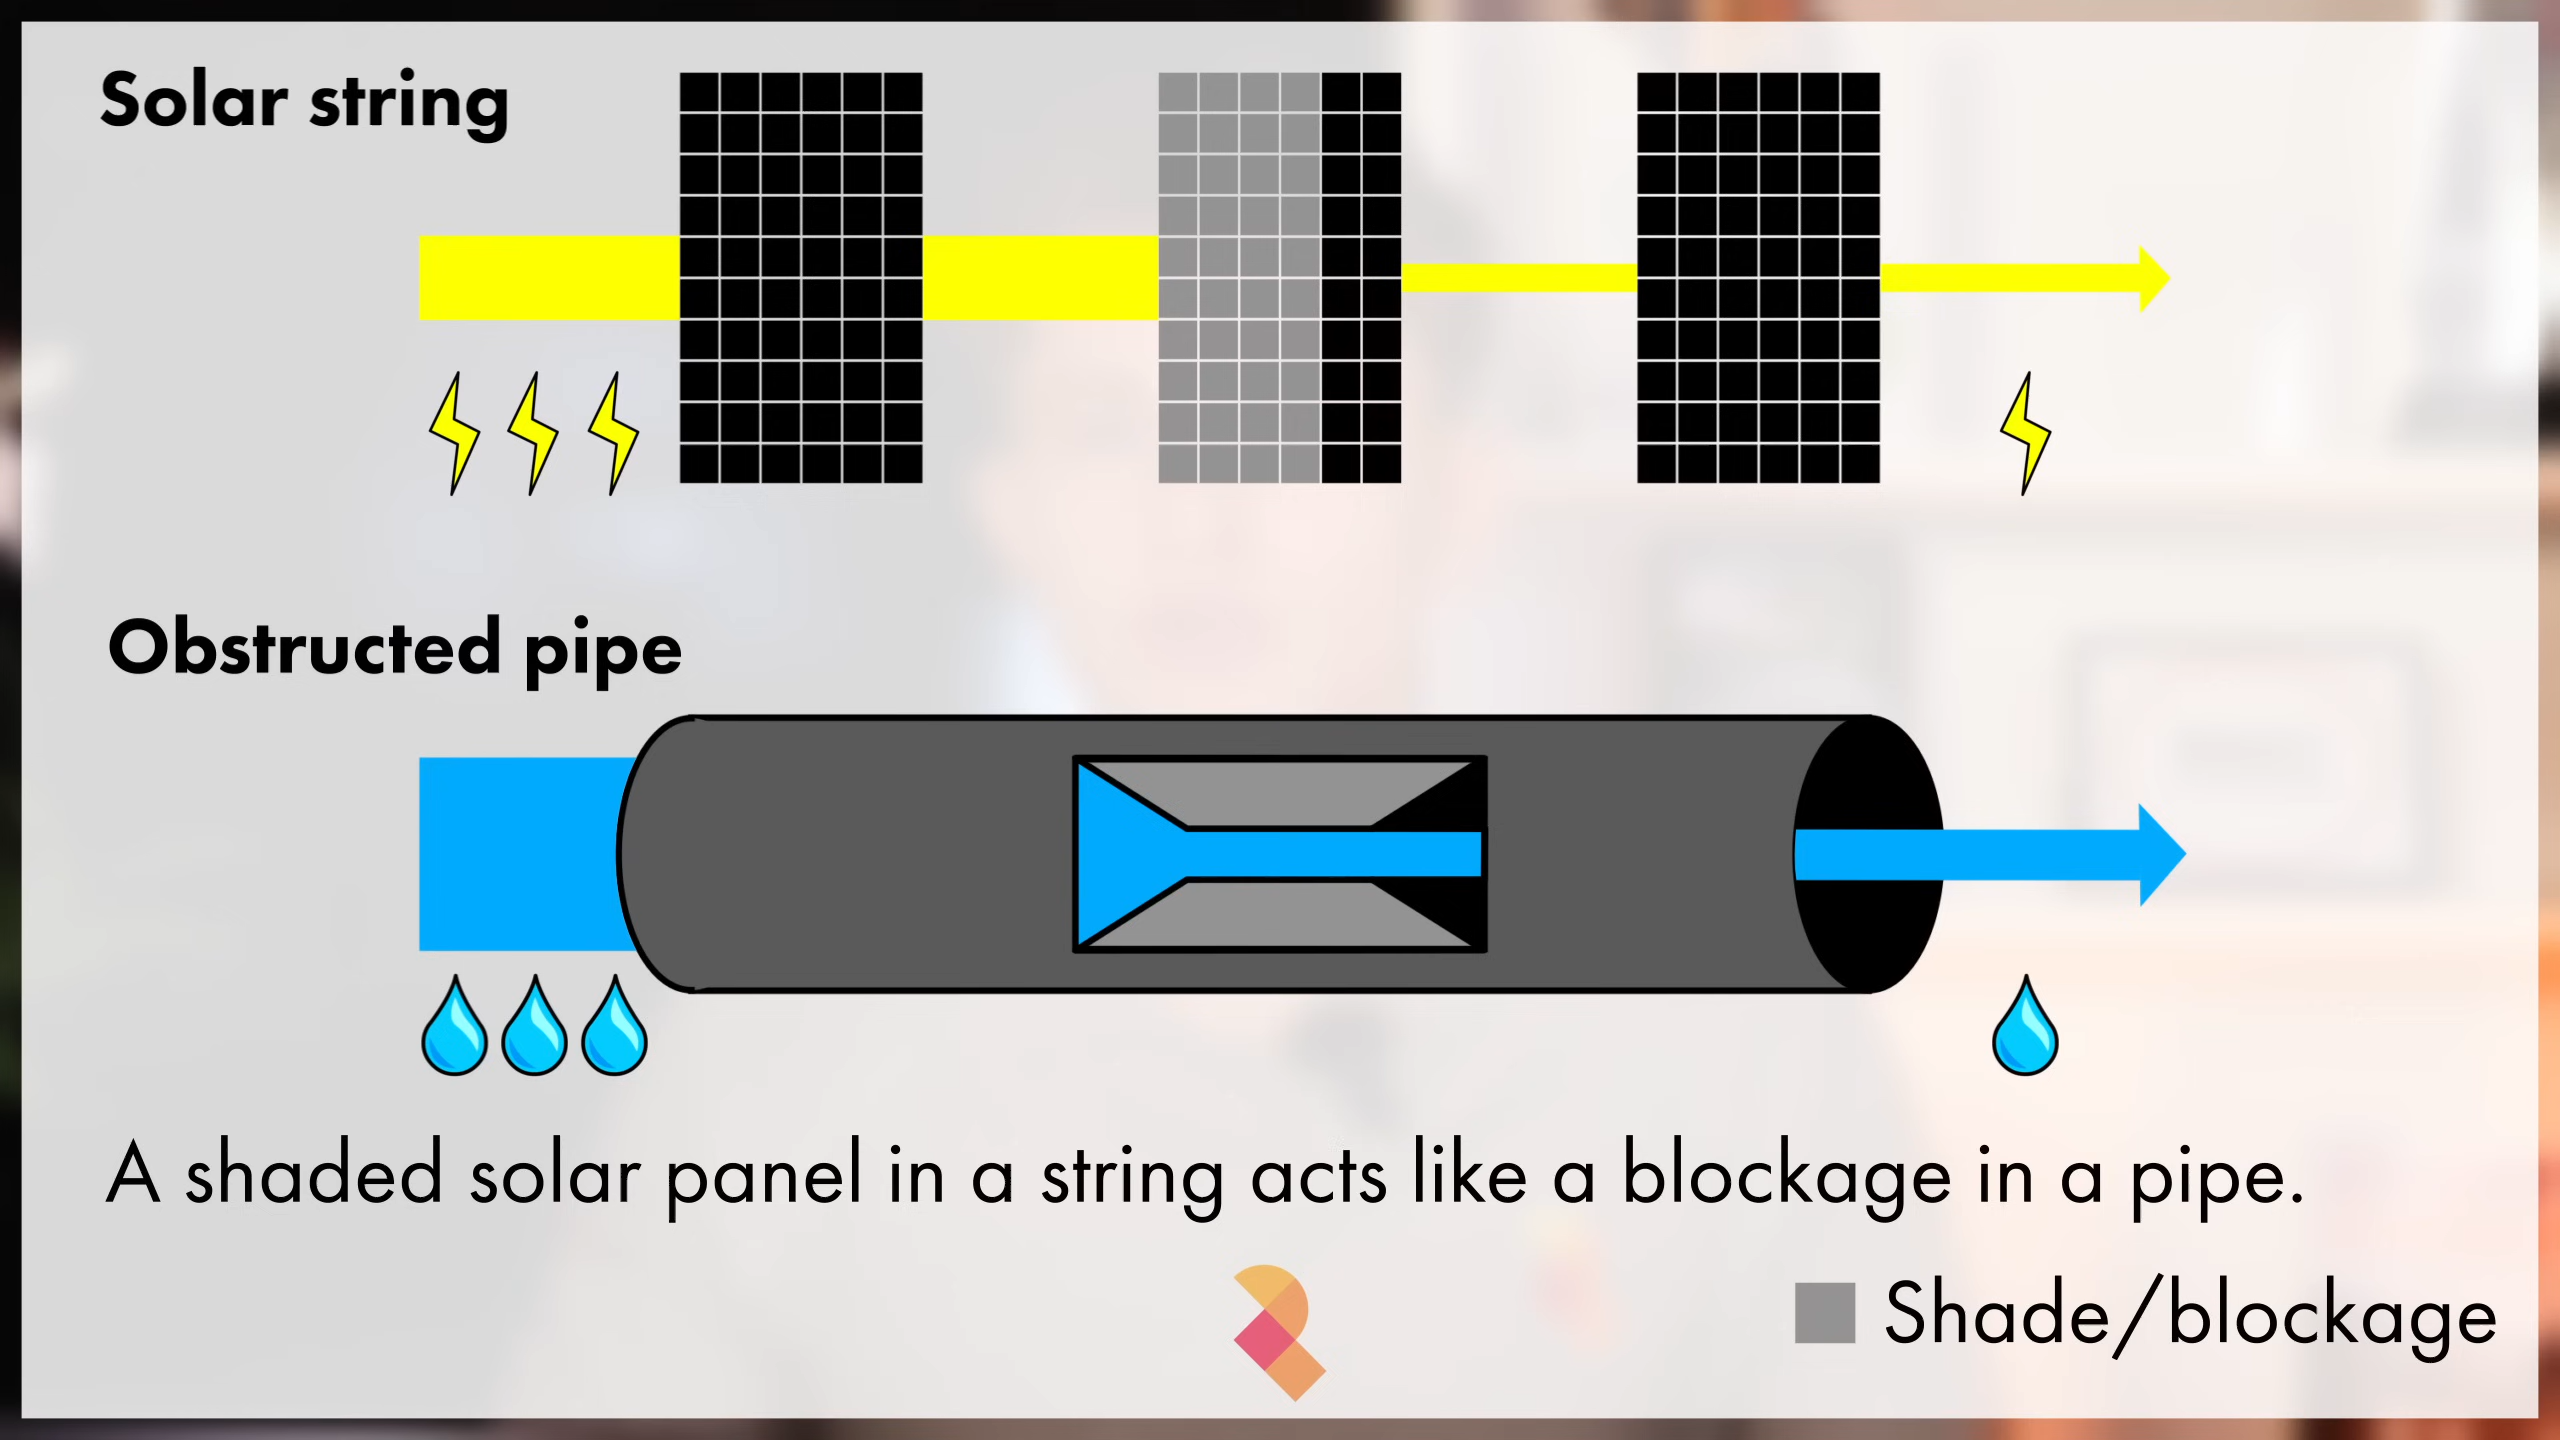 Solar string
Obstructed pipe
A shaded solar panel in a string acts like a blockage in a pipe.
Shade/blockage